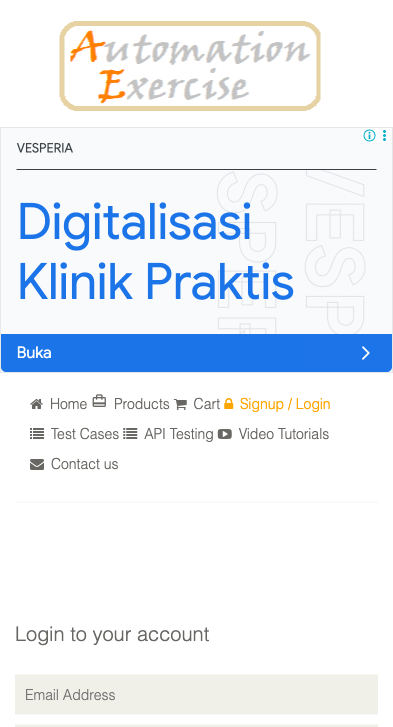 Automation
Exercise
VESPERIA
Digitalisasi
Klinik Praktis
Buka
Home Products Cart Signup / Login
Test Cases API Testing Video Tutorials
Contact us
Login to your account
Email Address